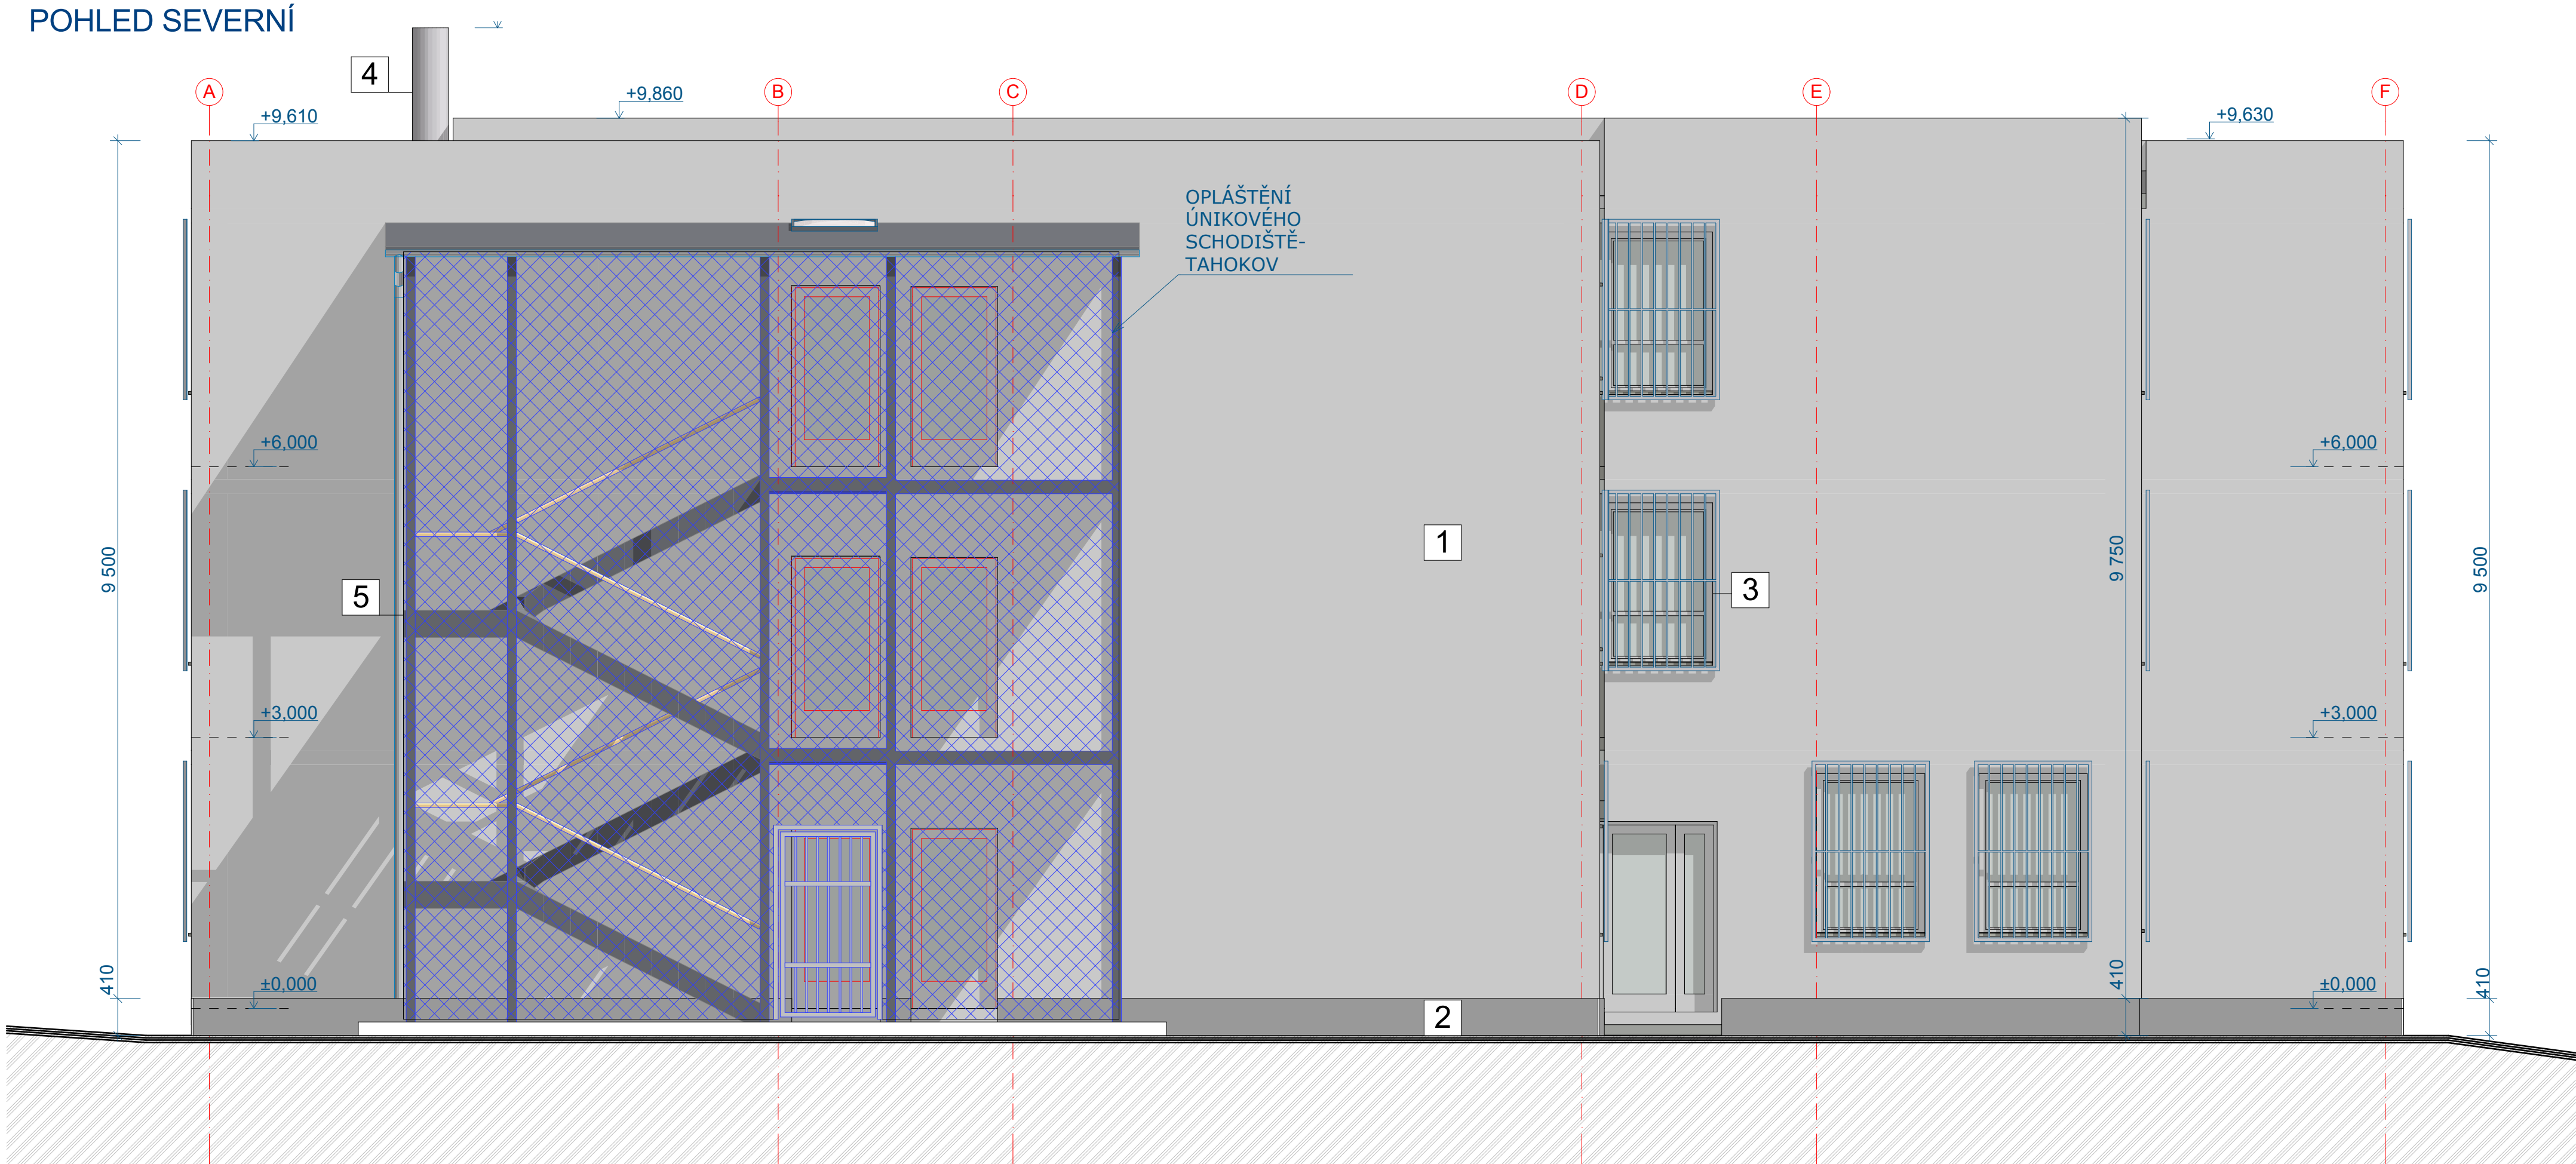 POHLED SEVERNÍ
4
A
B
C
D
E
F
+9,610
+9,860
+9,630
OPLÁŠTĚNÍ
ÚNIKOVÉHO
SCHODIŠTĚ-
TAHOKOV
+6,000
+6,000
1
3
5
9 500
9 750
9 500
+3,000
+3,000
410
±0,000
410
±0,000
410
2